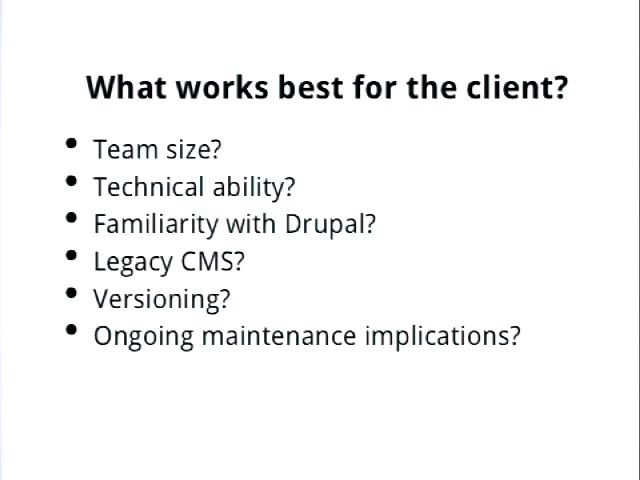 What works best for the client?
• Team size?
• Technical ability?
• Familiarity with Drupal?
• Legacy CMS?
• Versioning?
• Ongoing maintenance implications?